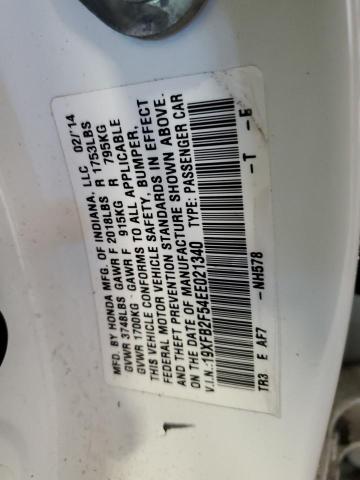 MFD. BY HONDA MFG. OF INDIANA, LLC 02/'14
GVWR 3748LBS GAWR F 2018LBS R 1753LBS
GVWR 1700KG GAWR F 915KG R 795KG
THIS VEHICLE CONFORMS TO ALL APPLICABLE
FEDERAL MOTOR VEHICLE SAFETY, BUMPER,
AND THEFT PREVENTION STANDARDS IN EFFECT
ON THE DATE OF MANUFACTURE SHOWN ABOVE.
V.I.N.:19XFB2F54EE021340 TYPE: PASSENGER CAR
TR3 E AF7 -NH578 -T -E